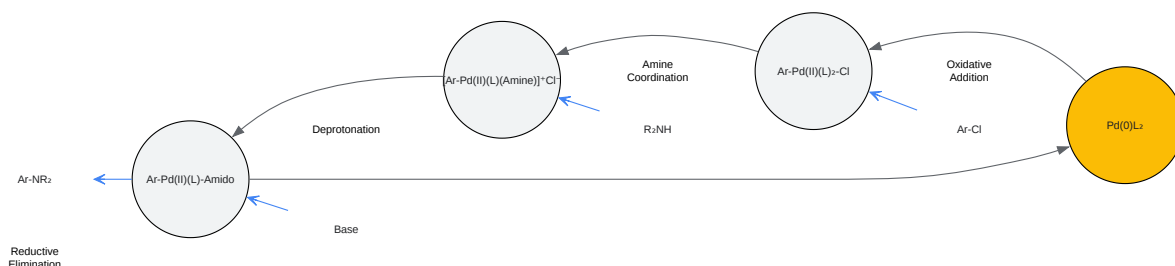 Amine
Coordination
Oxidative
Addition
[Ar-Pd(II)(L)(Amine)]⁺Cl⁻
Ar-Pd(II)(L)₂-Cl
Deprotonation
R₂NH
Ar-Cl
Pd(0)L₂
Ar-NR₂
Ar-Pd(II)(L)-Amido
Base
Reductive
Elimination